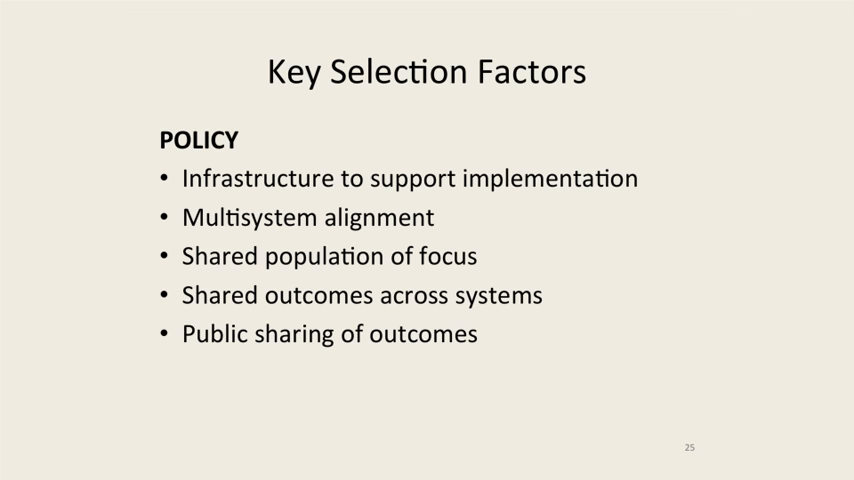 Key Selection Factors
POLICY
• Infrastructure to support implementation
• Multisystem alignment
• Shared population of focus
• Shared outcomes across systems
• Public sharing of outcomes
25